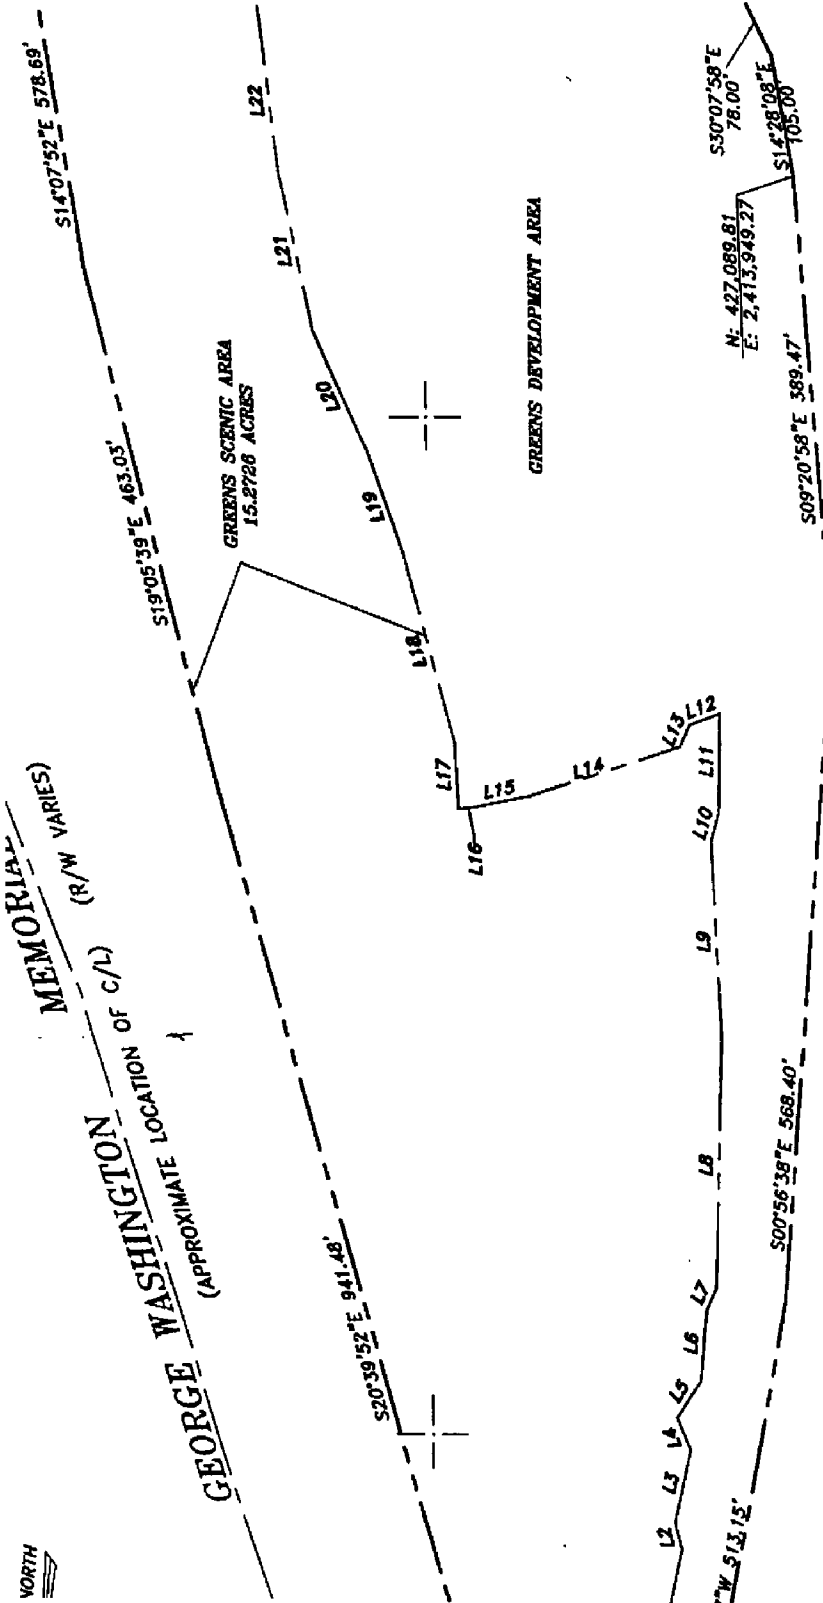 S14°07'52"E 578.69'
L22
L21
S30°07'58"E
78.00'
S14°28'08"E
105.00'
N: 427,089.81
E: 2,413,949.27
GREENS DEVELOPMENT AREA
GREENS SCENIC AREA
15.2726 ACRES
L20
L19
S19°05'39"E 463.03'
S09°20'58"E 389.47'
L18
L17
L16
L15
L14
L13
L12
L11
L10
L9
L8
L7
L6
L5
L4
L3
L2
GEORGE WASHINGTON MEMORIAL
(R/W VARIES)
(APPROXIMATE LOCATION OF C/L)
S20°39'52"E 941.48'
S00°56'38"E 568.40'
"W 513.15'
NORTH